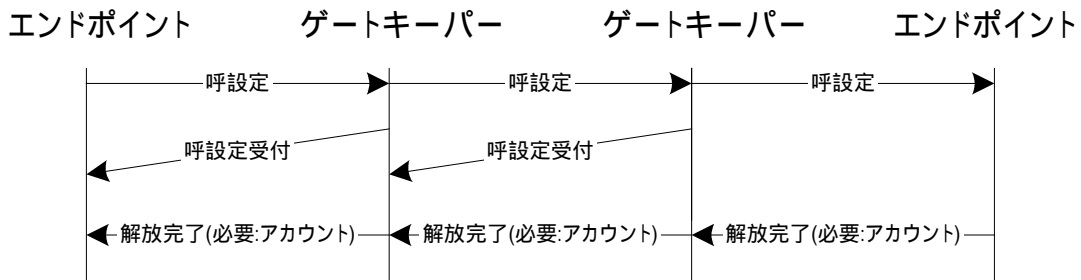 エンドポイント ゲートキーパー ゲートキーパー エンドポイント
呼設定 呼設定 呼設定
呼設定受付 呼設定受付
解放完了(必要:アカウント) 解放完了(必要:アカウント) 解放完了(必要:アカウント)